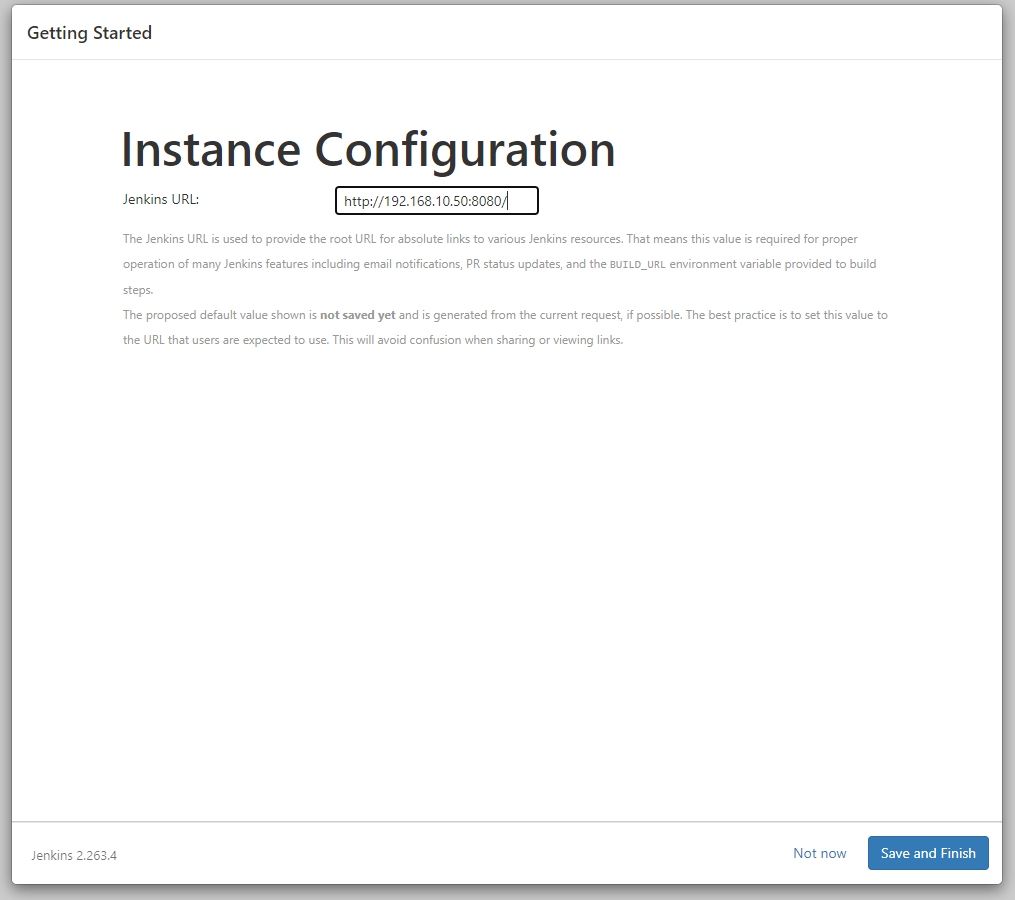 Getting Started
Instance Configuration
Jenkins URL:
http://192.168.10.50:8080/
The Jenkins URL is used to provide the root URL for absolute links to various Jenkins resources. That means this value is required for proper
operation of many Jenkins features including email notifications, PR status updates, and the BUILD_URL environment variable provided to build
steps.
The proposed default value shown is not saved yet and is generated from the current request, if possible. The best practice is to set this value to
the URL that users are expected to use. This will avoid confusion when sharing or viewing links.
Jenkins 2.263.4
Not now
Save and Finish